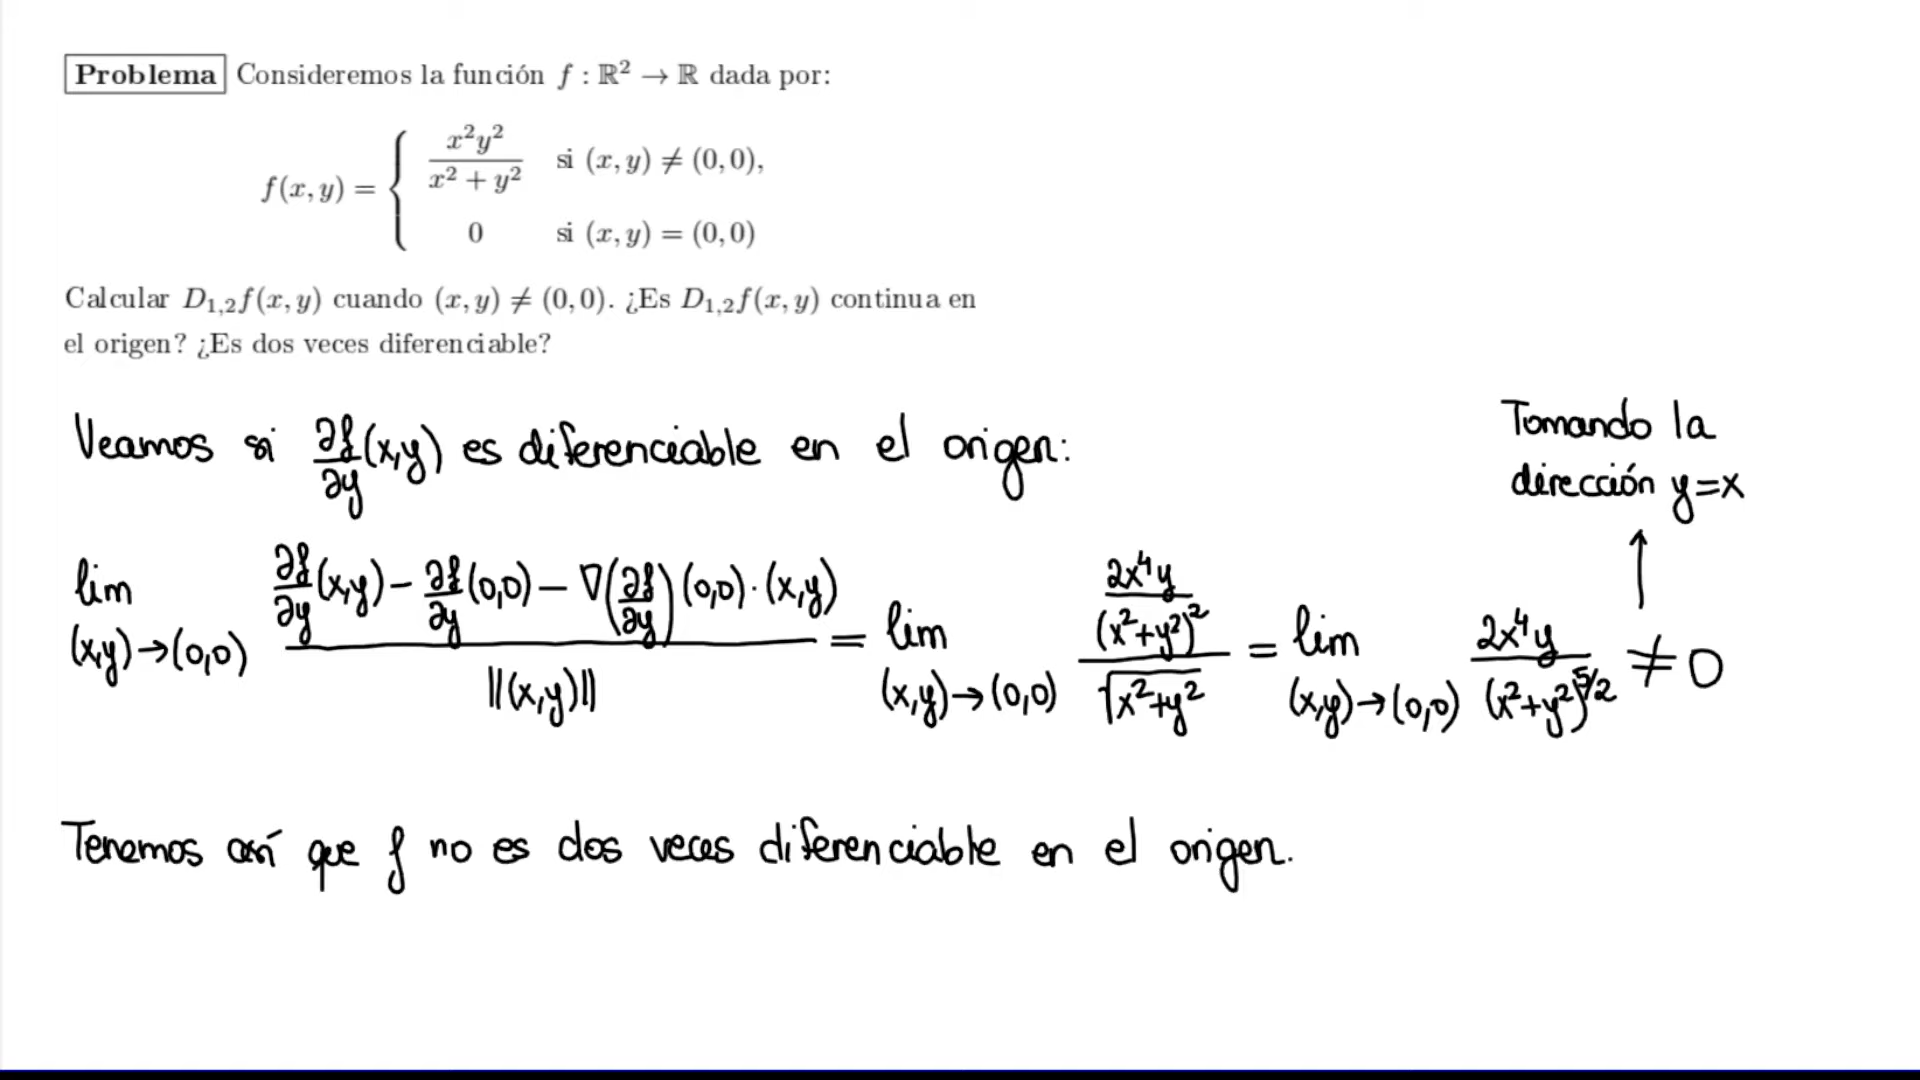 Problema Consideremos la función f : ℝ² → ℝ dada por:
f(x, y) = { x²y² / (x² + y²) si (x, y) ≠ (0, 0),
0 si (x, y) = (0, 0)
Calcular D₁,₂f(x, y) cuando (x, y) ≠ (0, 0). ¿Es D₁,₂f(x, y) continua en
el origen? ¿Es dos veces diferenciable?
Veamos si ∂f/∂y (x,y) es diferenciable en el origen:
Tomando la
dirección y=x
↑
lim (x,y)→(0,0) (∂f/∂y (x,y) − ∂f/∂y (0,0) − ∇(∂f/∂y)(0,0)·(x,y)) / ||(x,y)|| = lim (x,y)→(0,0) (2x⁴y / (x²+y²)²) / √(x²+y²) = lim (x,y)→(0,0) 2x⁴y / (x²+y²)^(5/2) ≠ 0
Tenemos así que f no es dos veces diferenciable en el origen.